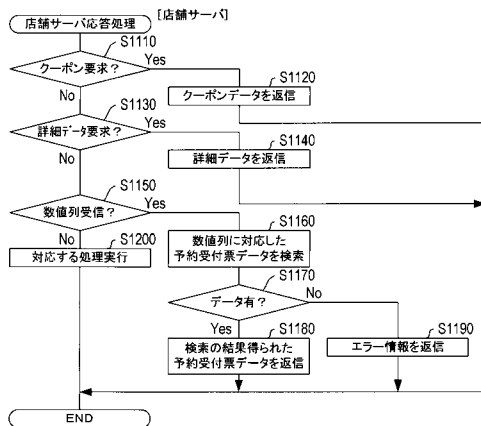 店舗サーバ応答処理
[店舗サーバ]
S1110
クーポン要求？
Yes
No
S1120
クーポンデータを返信
S1130
詳細データ要求？
Yes
No
S1140
詳細データを返信
S1150
数値列受信？
Yes
No
S1160
数値列に対応した
予約受付票データを検索
S1200
対応する処理実行
S1170
データ有？
No
Yes
S1180
検索の結果得られた
予約受付票データを返信
S1190
エラー情報を返信
END